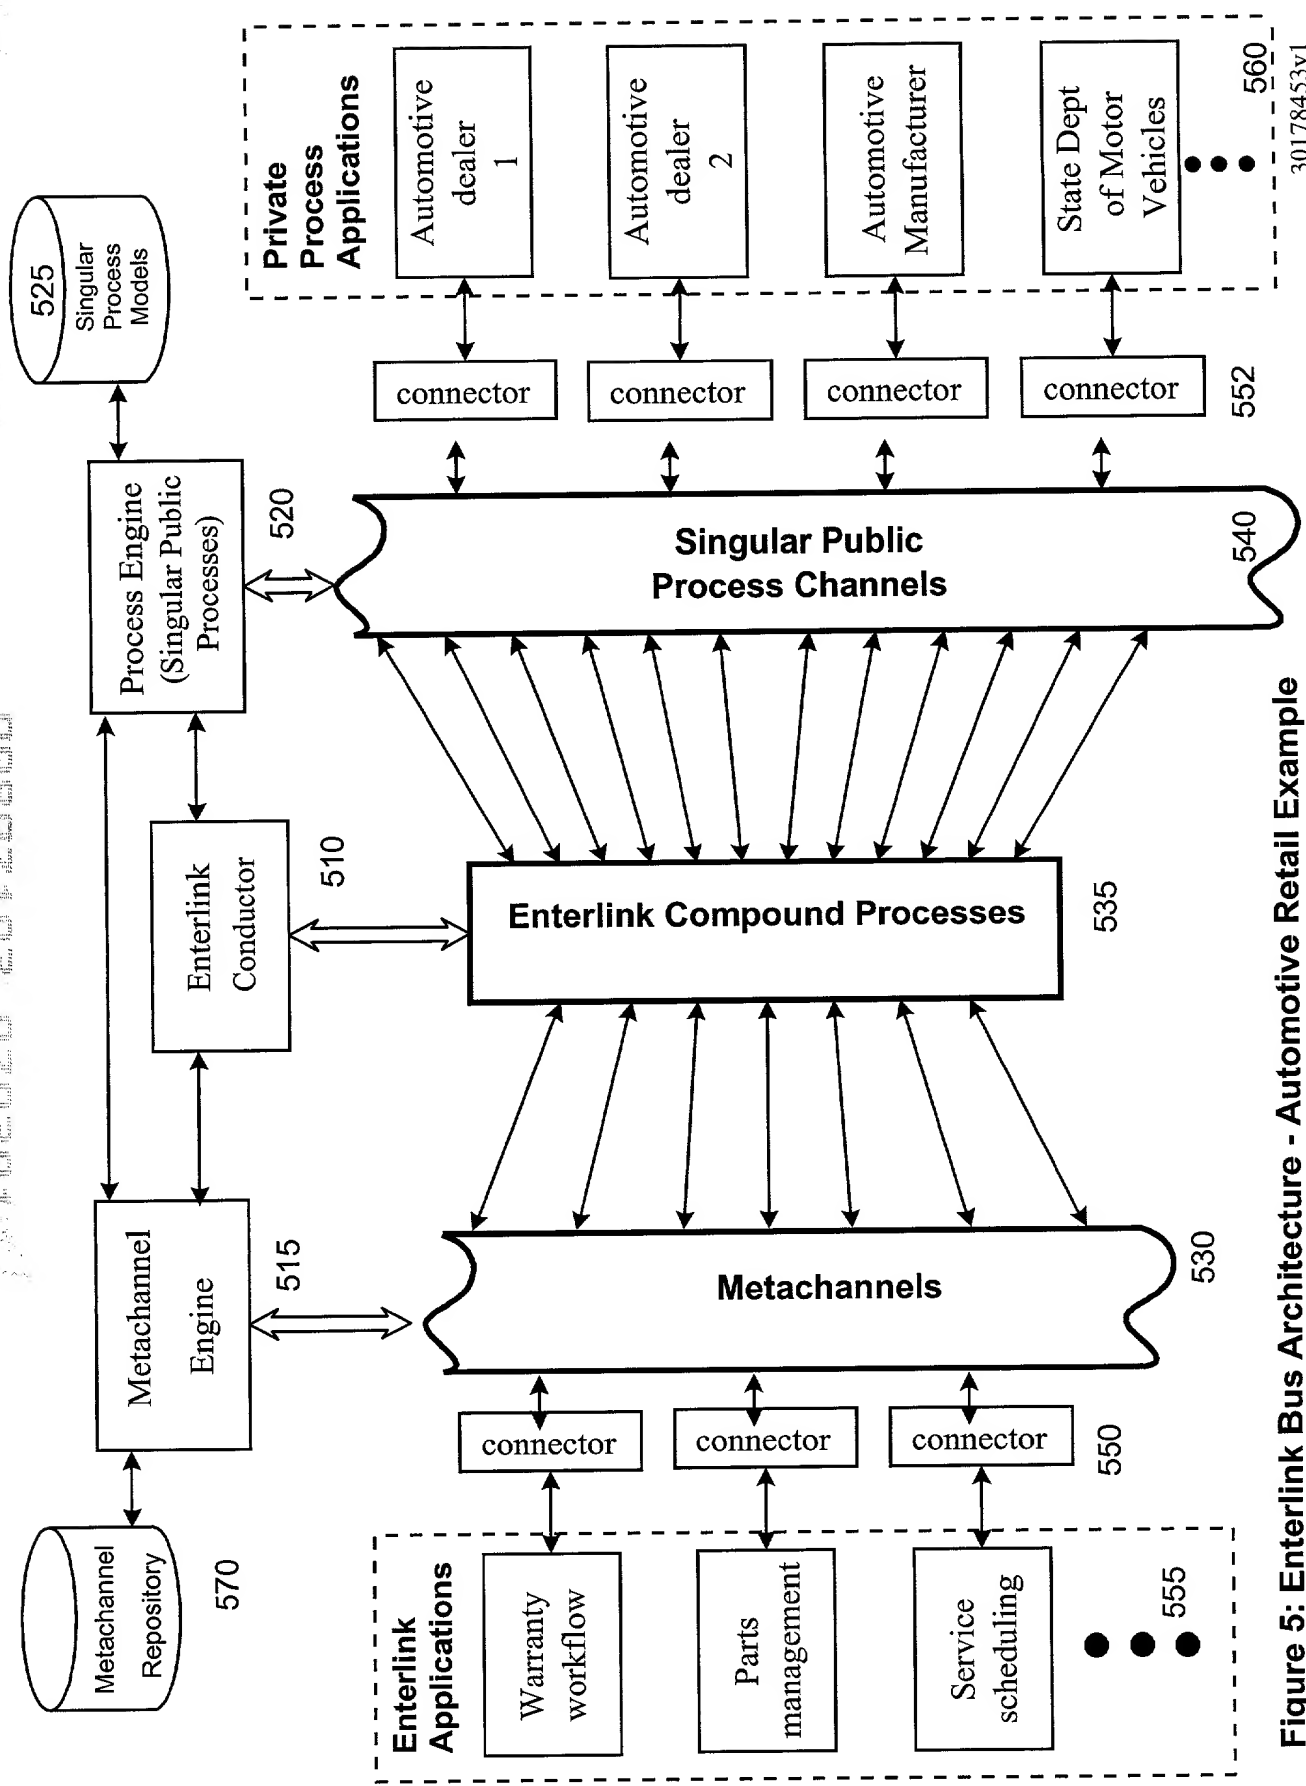 Metachannel
Repository
570
Metachannel
Engine
515
Enterlink
Conductor
510
Process Engine
(Singular Public
Processes)
520
525
Singular
Process
Models
Enterlink
Applications
Warranty
workflow
Parts
management
Service
scheduling
555
connector
connector
connector
550
Metachannels
530
Enterlink Compound Processes
535
Singular Public
Process Channels
540
connector
connector
connector
connector
552
Private
Process
Applications
Automotive
dealer
1
Automotive
dealer
2
Automotive
Manufacturer
State Dept
of Motor
Vehicles
560
Figure 5: Enterlink Bus Architecture - Automotive Retail Example
30178453v1